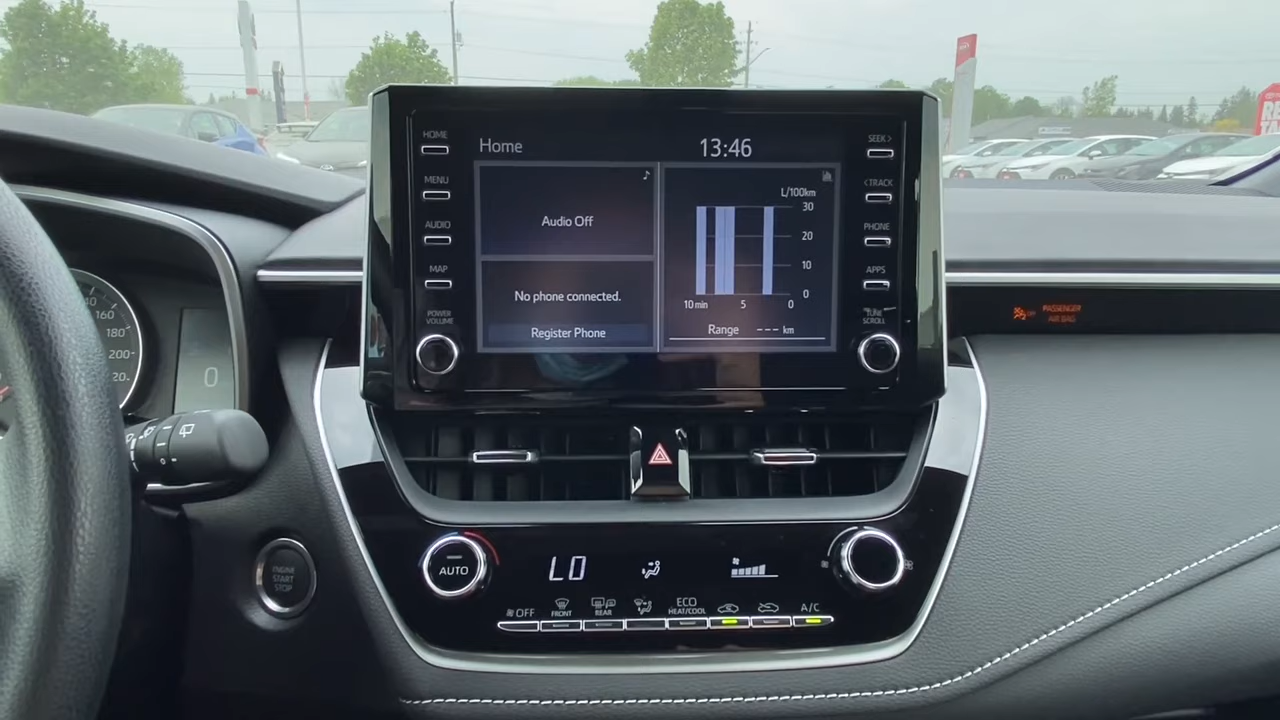 HOME
MENU
AUDIO
MAP
POWER
VOLUME
Home
13:46
Audio Off
No phone connected.
Register Phone
L/100km
30
20
10
0
10 min 5 0
Range --- km
SEEK >
< TRACK
PHONE
APPS
TUNE
SCROLL
PASSENGER
AIR BAG
160
180
200
0
ENGINE
START
STOP
AUTO
LO
OFF
FRONT
REAR
ECO
HEAT/COOL
A/C